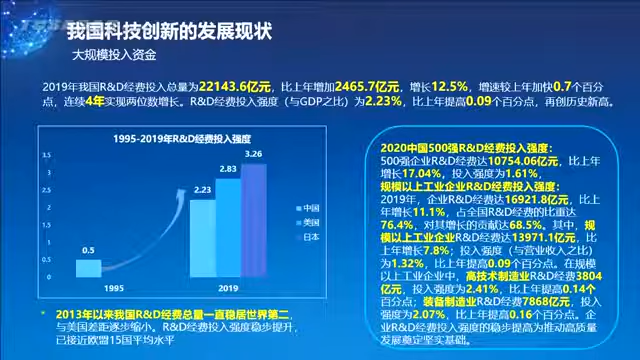 我国科技创新的发展现状
大规模投入资金
2019年我国R&D经费投入总量为22143.6亿元，比上年增加2465.7亿元，增长12.5%，增速较上年加快0.7个百分
点，连续4年实现两位数增长。R&D经费投入强度（与GDP之比）为2.23%，比上年提高0.09个百分点，再创历史新高。
1995-2019年R&D经费投入强度
3.5
3
2.5
2
1.5
1
0.5
0
0.5
2.23
2.83
3.26
1995
2019
中国
美国
日本
* 2013年以来我国R&D经费总量一直稳居世界第二，
与美国差距逐步缩小。R&D经费投入强度稳步提升，
已接近欧盟15国平均水平
2020中国500强R&D经费投入强度：
500强企业R&D经费达10754.06亿元，比上年
增长17.04%，投入强度为1.61%，
规模以上工业企业R&D经费投入强度：
2019年，企业R&D经费达16921.8亿元，比上
年增长11.1%，占全国R&D经费的比重达
76.4%，对其增长的贡献达68.5%。其中，规
模以上工业企业R&D经费达13971.1亿元，比上
年增长7.8%；投入强度（与营业收入之比）
为1.32%，比上年提高0.09个百分点。在规模
以上工业企业中，高技术制造业R&D经费3804
亿元，投入强度为2.41%，比上年提高0.14个
百分点；装备制造业R&D经费7868亿元，投入
强度为2.07%，比上年提高0.16个百分点。企
业R&D经费投入强度的稳步提高为推动高质量
发展奠定坚实基础。